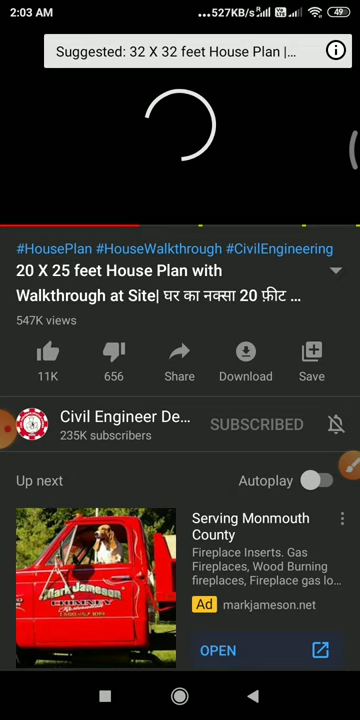 2:03 AM
...527KB/s
49
Suggested: 32 X 32 feet House Plan |...
#HousePlan #HouseWalkthrough #CivilEngineering
20 X 25 feet House Plan with
Walkthrough at Site| घर का नक्सा 20 फ़ीट ...
547K views
11K
656
Share
Download
Save
Civil Engineer De...
SUBSCRIBED
235K subscribers
Up next
Autoplay
Serving Monmouth
County
Fireplace Inserts. Gas
Fireplaces, Wood Burning
fireplaces, Fireplace gas lo...
Ad
markjameson.net
OPEN
Mark Jameson
CHIMNEY